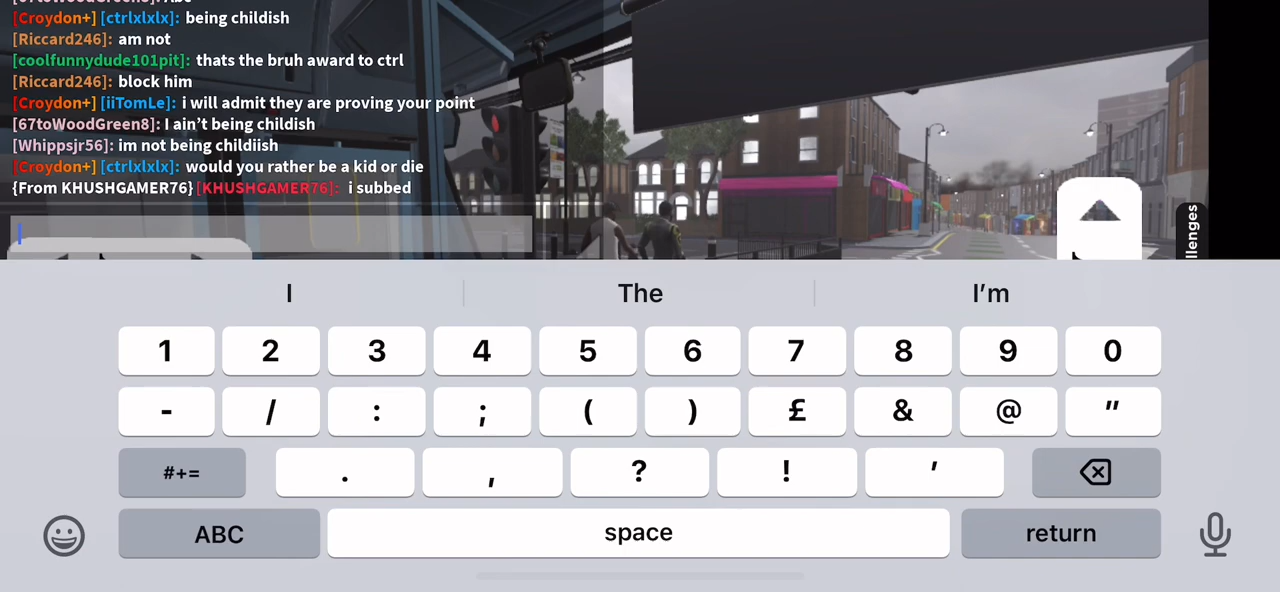 [Croydon+] [ctrlxlxlx]: being childish
[Riccard246]: am not
[coolfunnydude101pit]: thats the bruh award to ctrl
[Riccard246]: block him
[Croydon+] [iiTomLe]: i will admit they are proving your point
[67toWoodGreen8]: I ain't being childish
[Whippsjr56]: im not being childiish
[Croydon+] [ctrlxlxlx]: would you rather be a kid or die
{From KHUSHGAMER76} [KHUSHGAMER76]: i subbed
llenges
I The I'm
1 2 3 4 5 6 7 8 9 0
- / : ; ( ) £ & @ "
#+= . , ? ! '
ABC space return